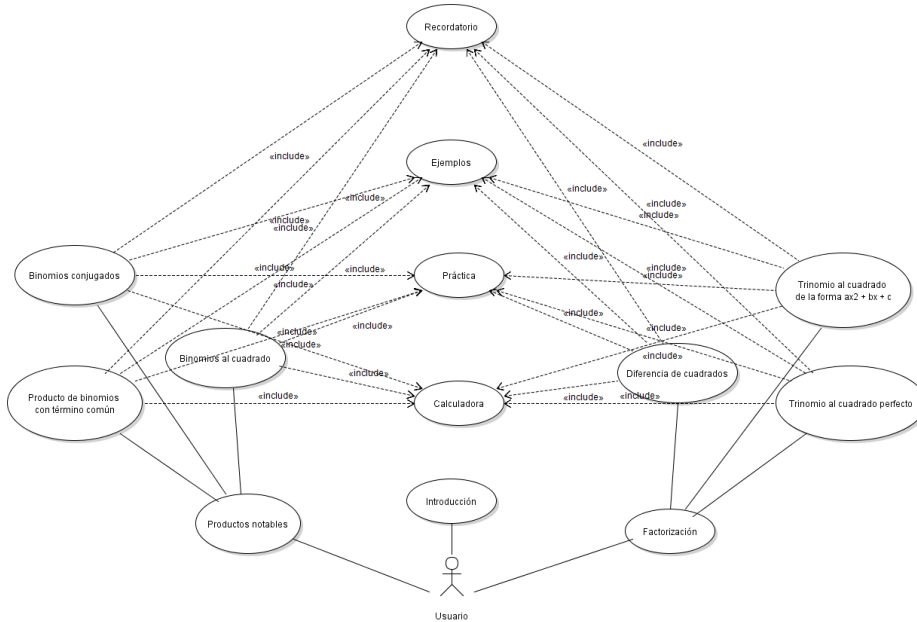 Recordatorio
«include»
«include»
Ejemplos
«include»
«include»
«include»
«include»
«include»
«include»
Binomios conjugados
«include»
«include»
Práctica
«include»
«include»
Trinomio al cuadrado
de la forma ax2 + bx + c
«include»
«include»
«include»
Binomios al cuadrado
«include»
«include»
«include»
Diferencia de cuadrados
«include»
Producto de binomios
con término común
«include»
Calculadora
«include»
«include»
Trinomio al cuadrado perfecto
Introducción
Productos notables
Factorización
Usuario